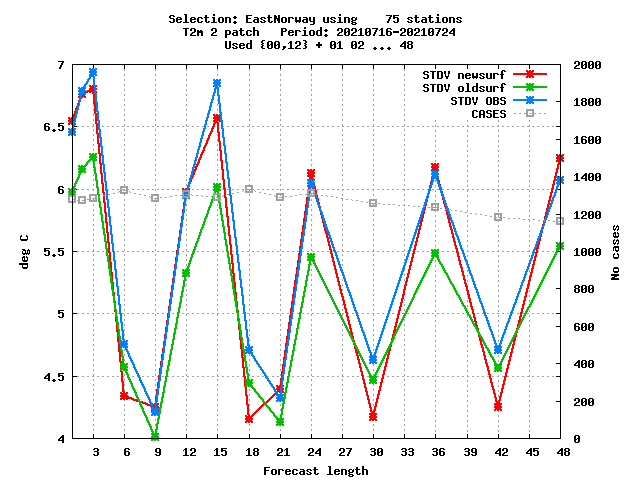 Selection: EastNorway using    75 stations
T2m 2 patch   Period: 20210716-20210724
Used {00,12} + 01 02 ... 48
STDV newsurf
STDV oldsurf
STDV OBS
CASES
7
6.5
6
5.5
5
4.5
4
deg C
2000
1800
1600
1400
1200
1000
800
600
400
200
0
No cases
3 6 9 12 15 18 21 24 27 30 33 36 39 42 45 48
Forecast length